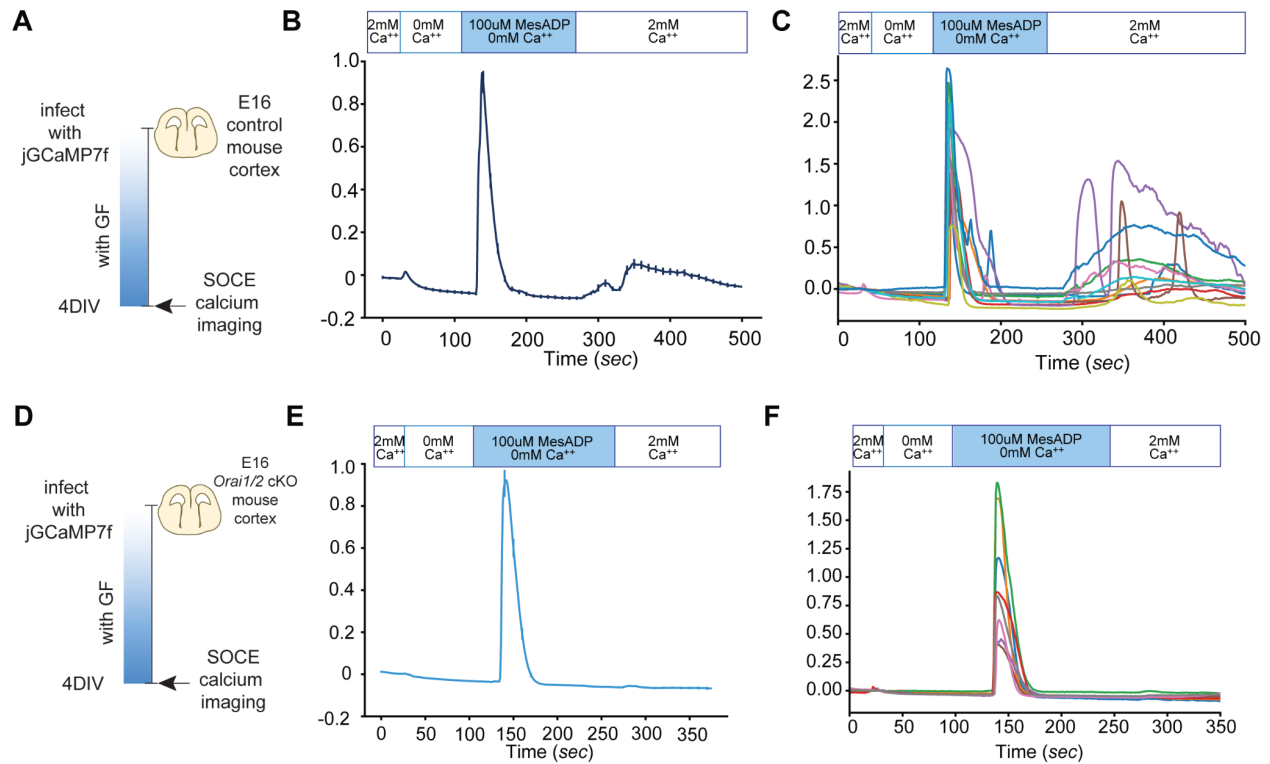 A
infect
with
jGCaMP7f
E16
control
mouse
cortex
with GF
4DIV
SOCE
calcium
imaging
B
2mM
Ca++
0mM
Ca++
100uM MesADP
0mM Ca++
2mM
Ca++
1.0
0.8
0.6
0.4
0.2
0
-0.2
0 100 200 300 400 500
Time (sec)
C
2mM
Ca++
0mM
Ca++
100uM MesADP
0mM Ca++
2mM
Ca++
2.5
2.0
1.5
1.0
0.5
0.0
0 100 200 300 400 500
Time (sec)
D
infect
with
jGCaMP7f
E16
Orai1/2 cKO
mouse
cortex
with GF
4DIV
SOCE
calcium
imaging
E
2mM
Ca++
0mM
Ca++
100uM MesADP
0mM Ca++
2mM
Ca++
1.0
0.8
0.6
0.4
0.2
0
-0.2
0 50 100 150 200 250 300 350
Time (sec)
F
2mM
Ca++
0mM
Ca++
100uM MesADP
0mM Ca++
2mM
Ca++
1.75
1.50
1.25
1.00
0.75
0.50
0.25
0.00
0 50 100 150 200 250 300 350
Time (sec)